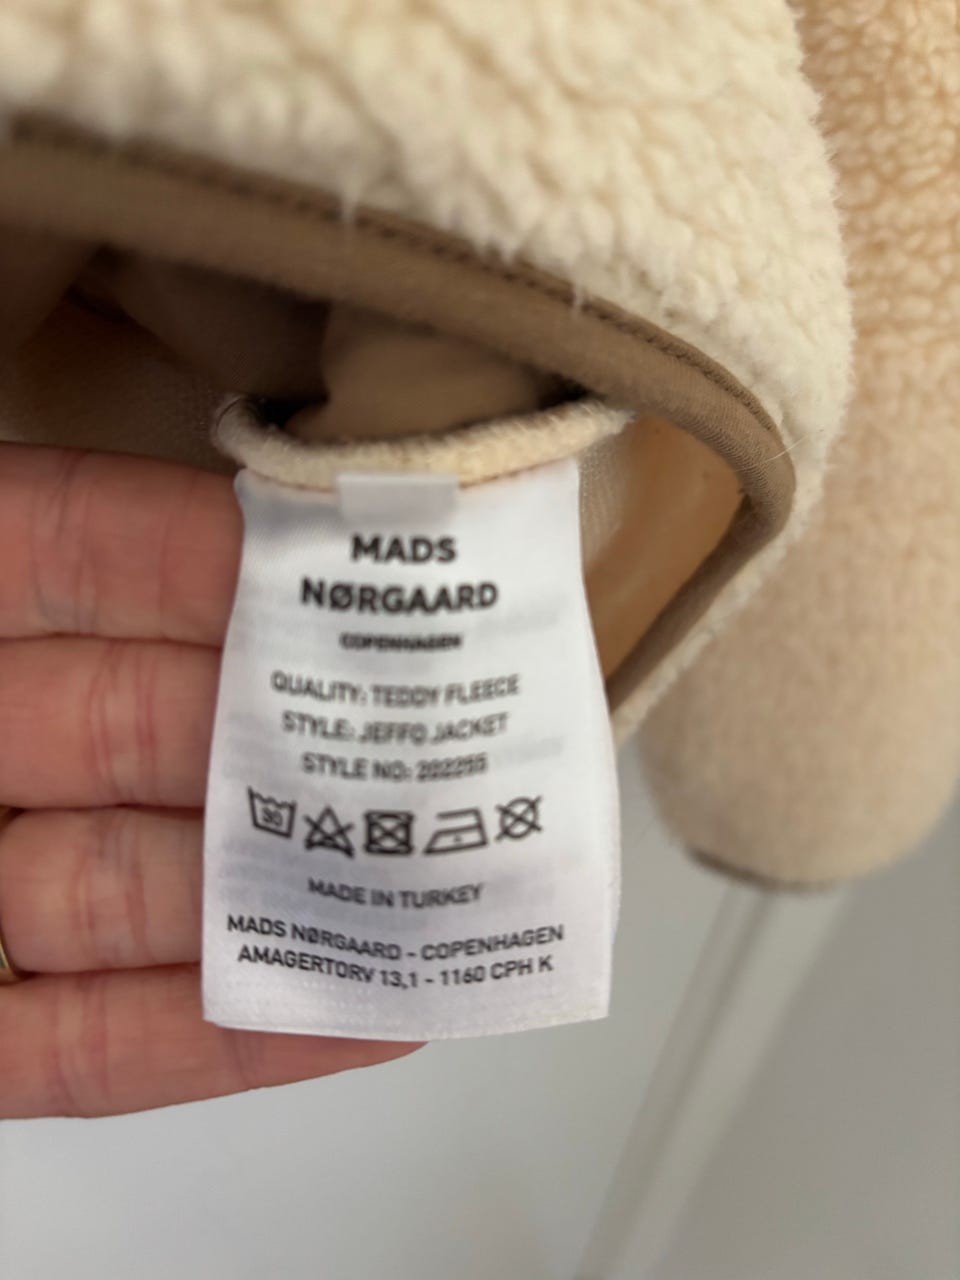 MADS
NØRGAARD
COPENHAGEN
QUALITY: TEDDY FLEECE
STYLE: JEFFO JACKET
STYLE NO: 202255
30
MADE IN TURKEY
MADS NØRGAARD - COPENHAGEN
AMAGERTORV 13,1 - 1160 CPH K